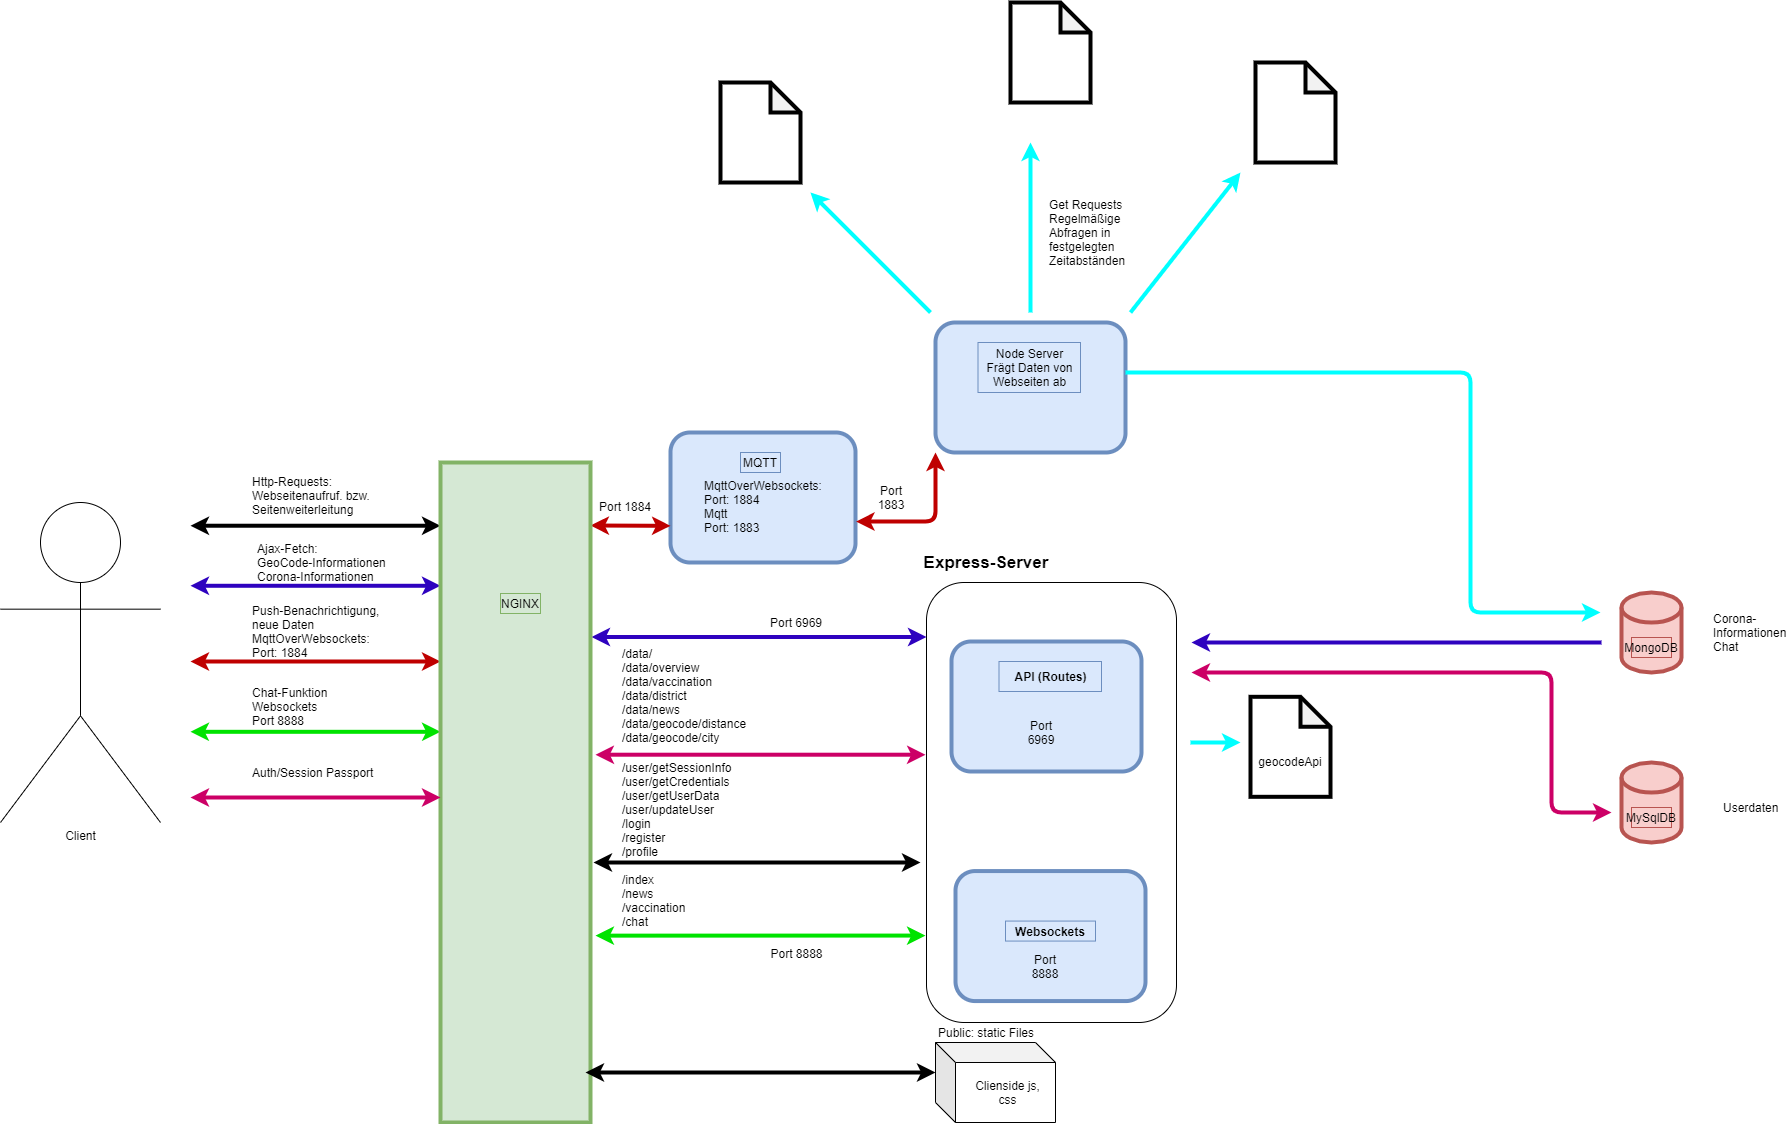 Get Requests
Regelmäßige
Abfragen in
festgelegten
Zeitabständen
Node Server
Frägt Daten von
Webseiten ab
MQTT
MqttOverWebsockets:
Port: 1884
Mqtt
Port: 1883
Port 1884
Port
1883
Http-Requests:
Webseitenaufruf. bzw.
Seitenweiterleitung
Ajax-Fetch:
GeoCode-Informationen
Corona-Informationen
Push-Benachrichtigung,
neue Daten
MqttOverWebsockets:
Port: 1884
Chat-Funktion
Websockets
Port 8888
Auth/Session Passport
Client
NGINX
Express-Server
Port 6969
/data/
/data/overview
/data/vaccination
/data/district
/data/news
/data/geocode/distance
/data/geocode/city
/user/getSessionInfo
/user/getCredentials
/user/getUserData
/user/updateUser
/login
/register
/profile
/index
/news
/vaccination
/chat
Port 8888
API (Routes)
Port
6969
Websockets
Port
8888
geocodeApi
MongoDB
Corona-
Informationen
Chat
MySqlDB
Userdaten
Public: static Files
Clienside js,
css